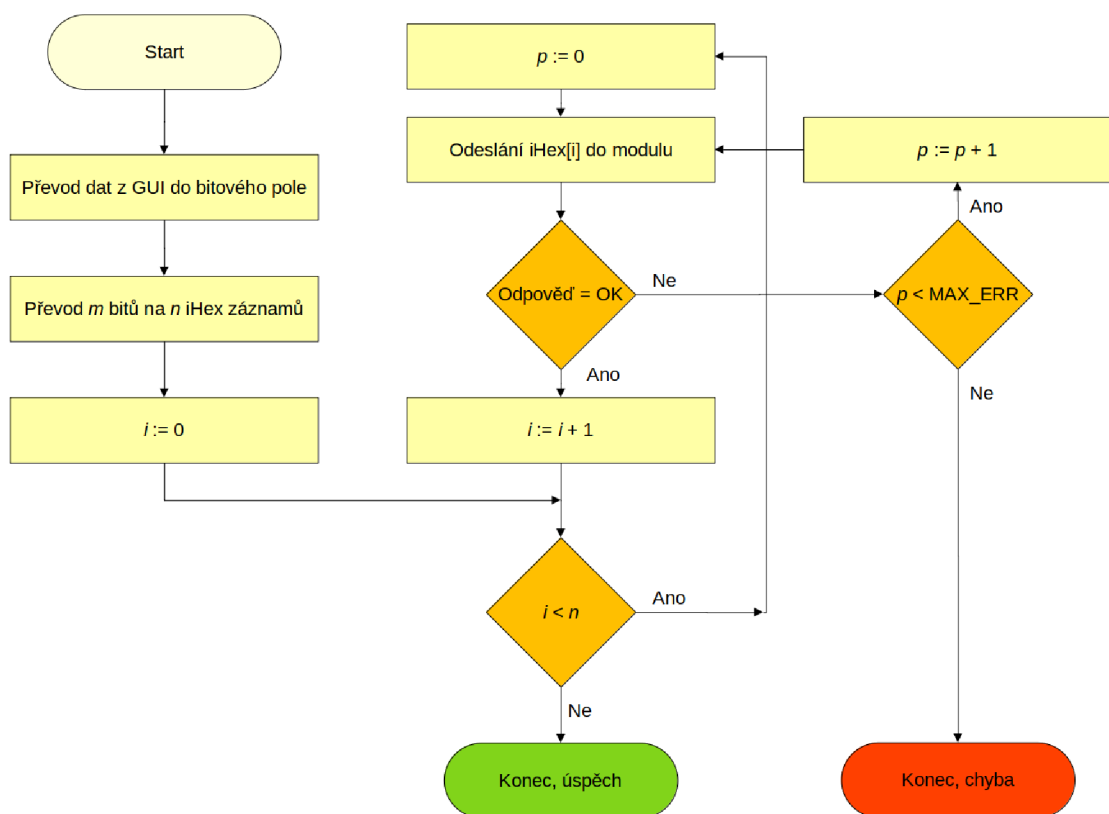 Start
Převod dat z GUI do bitového pole
Převod m bitů na n iHex záznamů
i := 0
p := 0
Odeslání iHex[i] do modulu
Odpověď = OK
Ne
Ano
i := i + 1
i < n
Ano
Ne
Konec, úspěch
p := p + 1
Ano
p < MAX_ERR
Ne
Konec, chyba